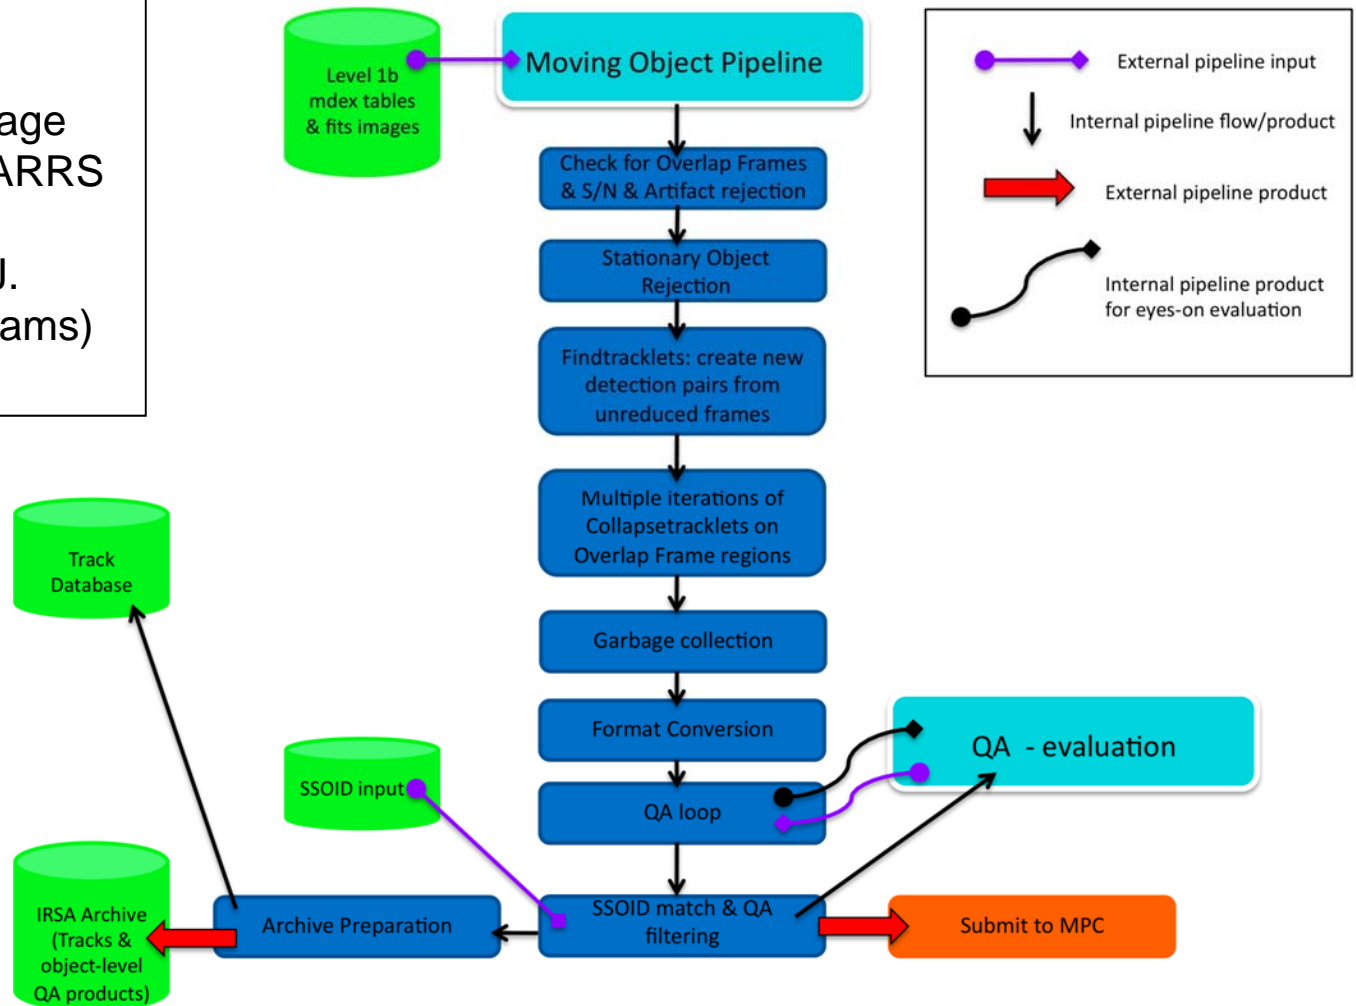 age
ARRS
J.
ams)
Level 1b
mdex tables
& fits images
Moving Object Pipeline
Check for Overlap Frames
& S/N & Artifact rejection
Stationary Object
Rejection
Findtracklets: create new
detection pairs from
unreduced frames
Multiple iterations of
Collapsetracklets on
Overlap Frame regions
Garbage collection
Format Conversion
QA loop
SSOID match & QA
filtering
External pipeline input
Internal pipeline flow/product
External pipeline product
Internal pipeline product
for eyes-on evaluation
Track
Database
SSOID input
QA - evaluation
IRSA Archive
(Tracks &
object-level
QA products)
Archive Preparation
Submit to MPC